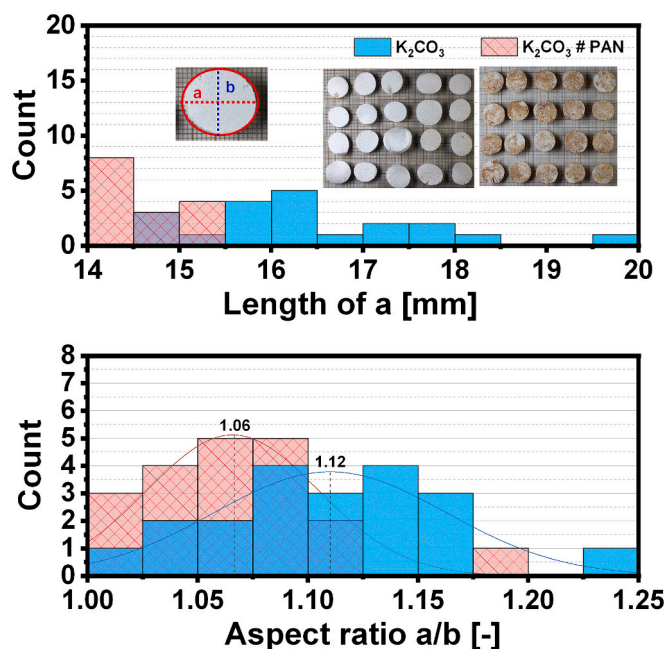 K₂CO₃
K₂CO₃ # PAN
a
b
20
15
10
5
0
Count
14 15 16 17 18 19 20
Length of a [mm]
8
7
6
5
4
3
2
1
0
Count
1.06
1.12
1.00 1.05 1.10 1.15 1.20 1.25
Aspect ratio a/b [-]